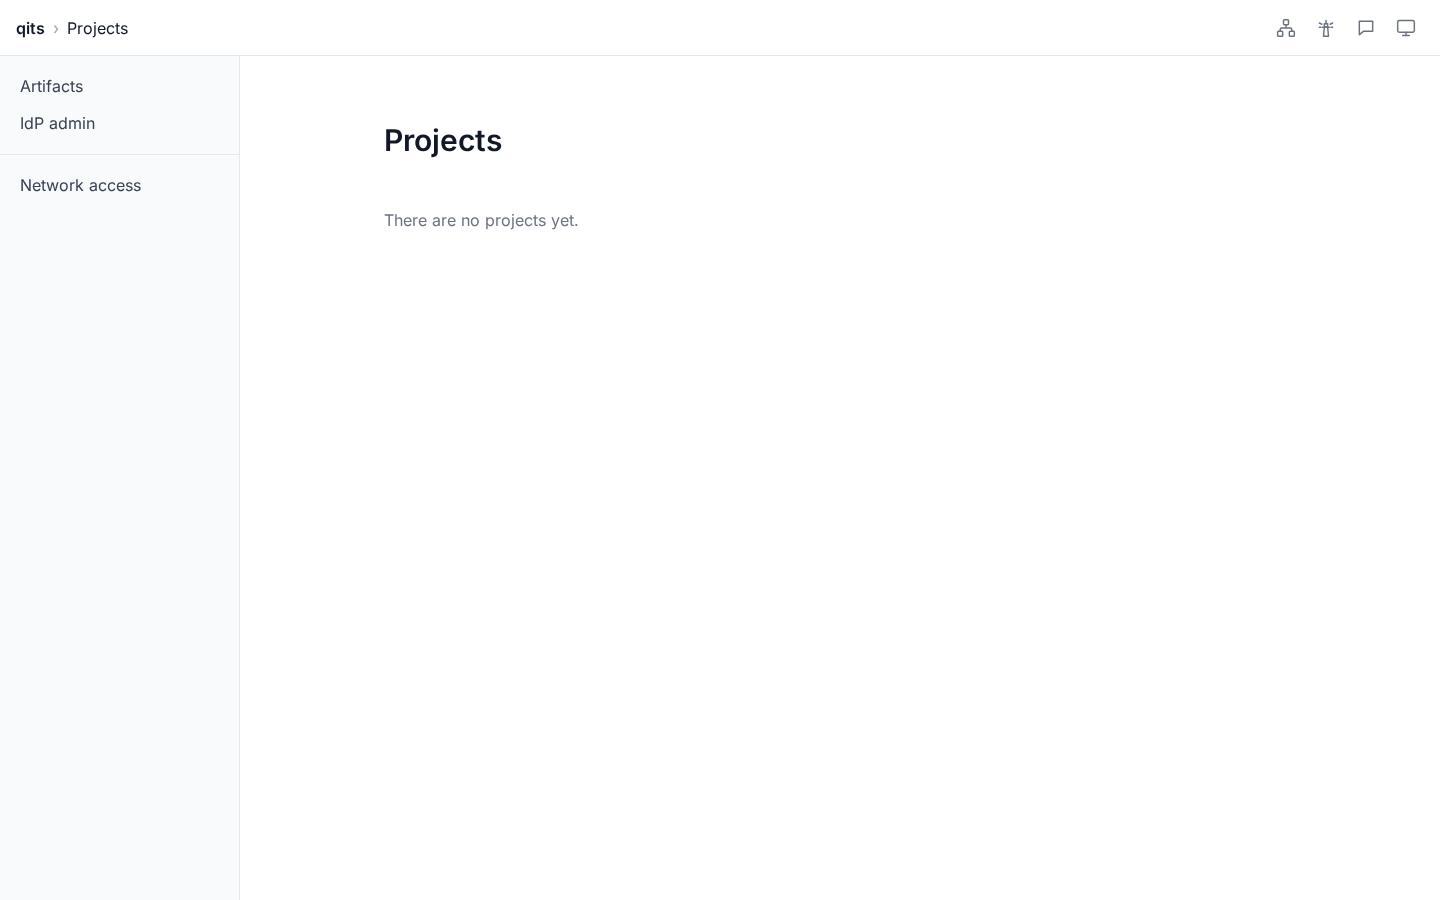 qits › Projects
Artifacts
IdP admin
Network access
Projects
There are no projects yet.